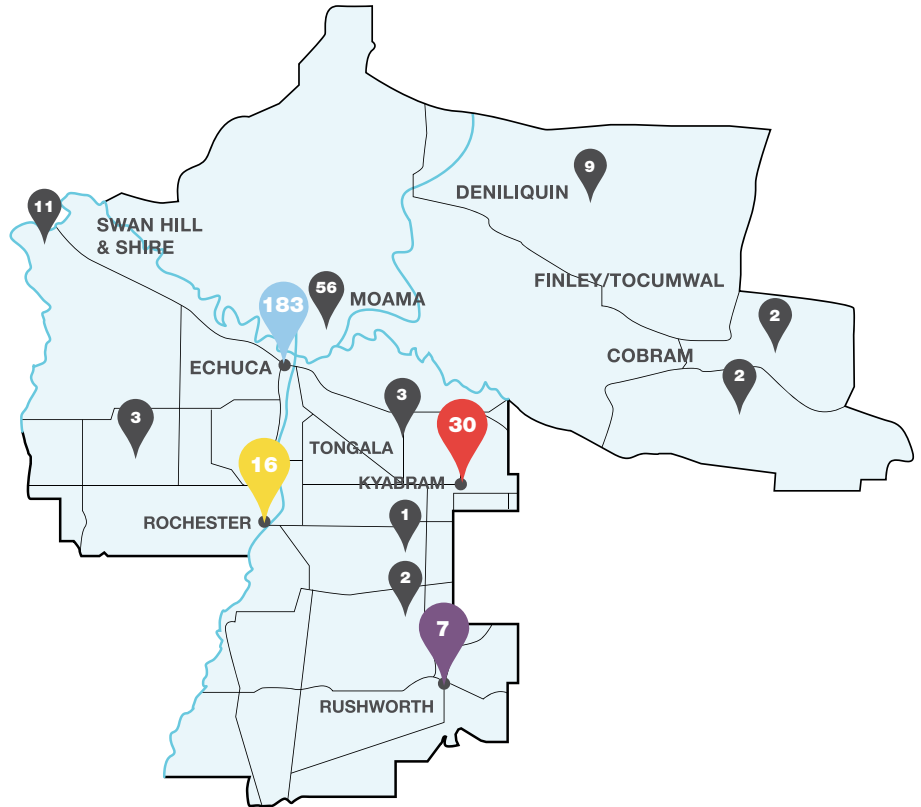 9
DENILIQUIN
11
SWAN HILL
& SHIRE
56
MOAMA
183
FINLEY/TOCUMWAL
2
COBRAM
ECHUCA
2
3
3
30
TONGALA
16
KYABRAM
1
ROCHESTER
2
7
RUSHWORTH